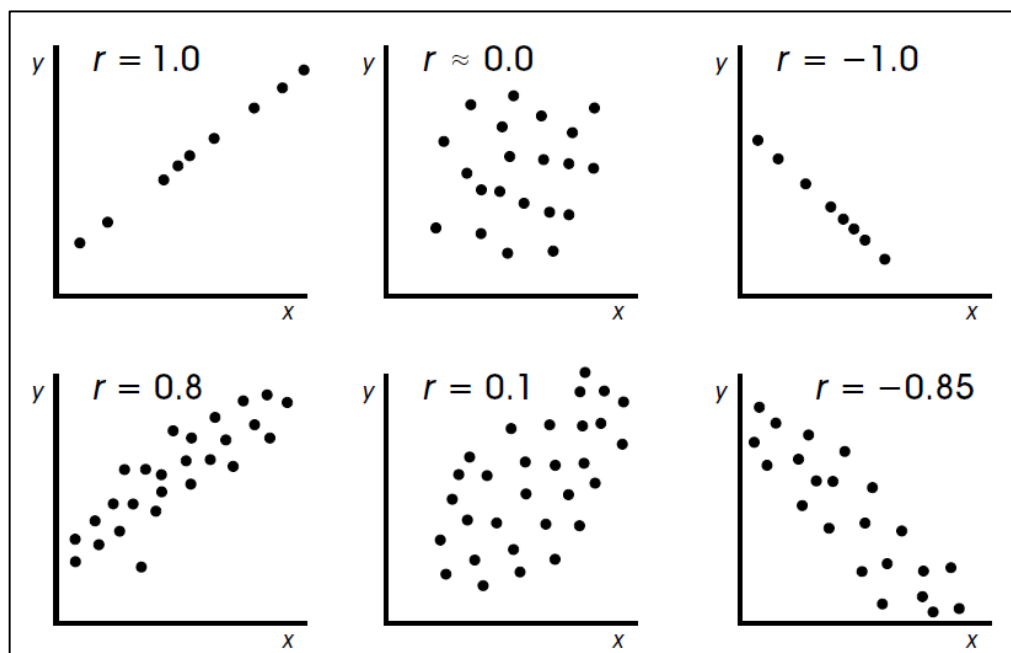 y r = 1.0
x
y r ≈ 0.0
x
y r = −1.0
x
y r = 0.8
x
y r = 0.1
x
y r = −0.85
x